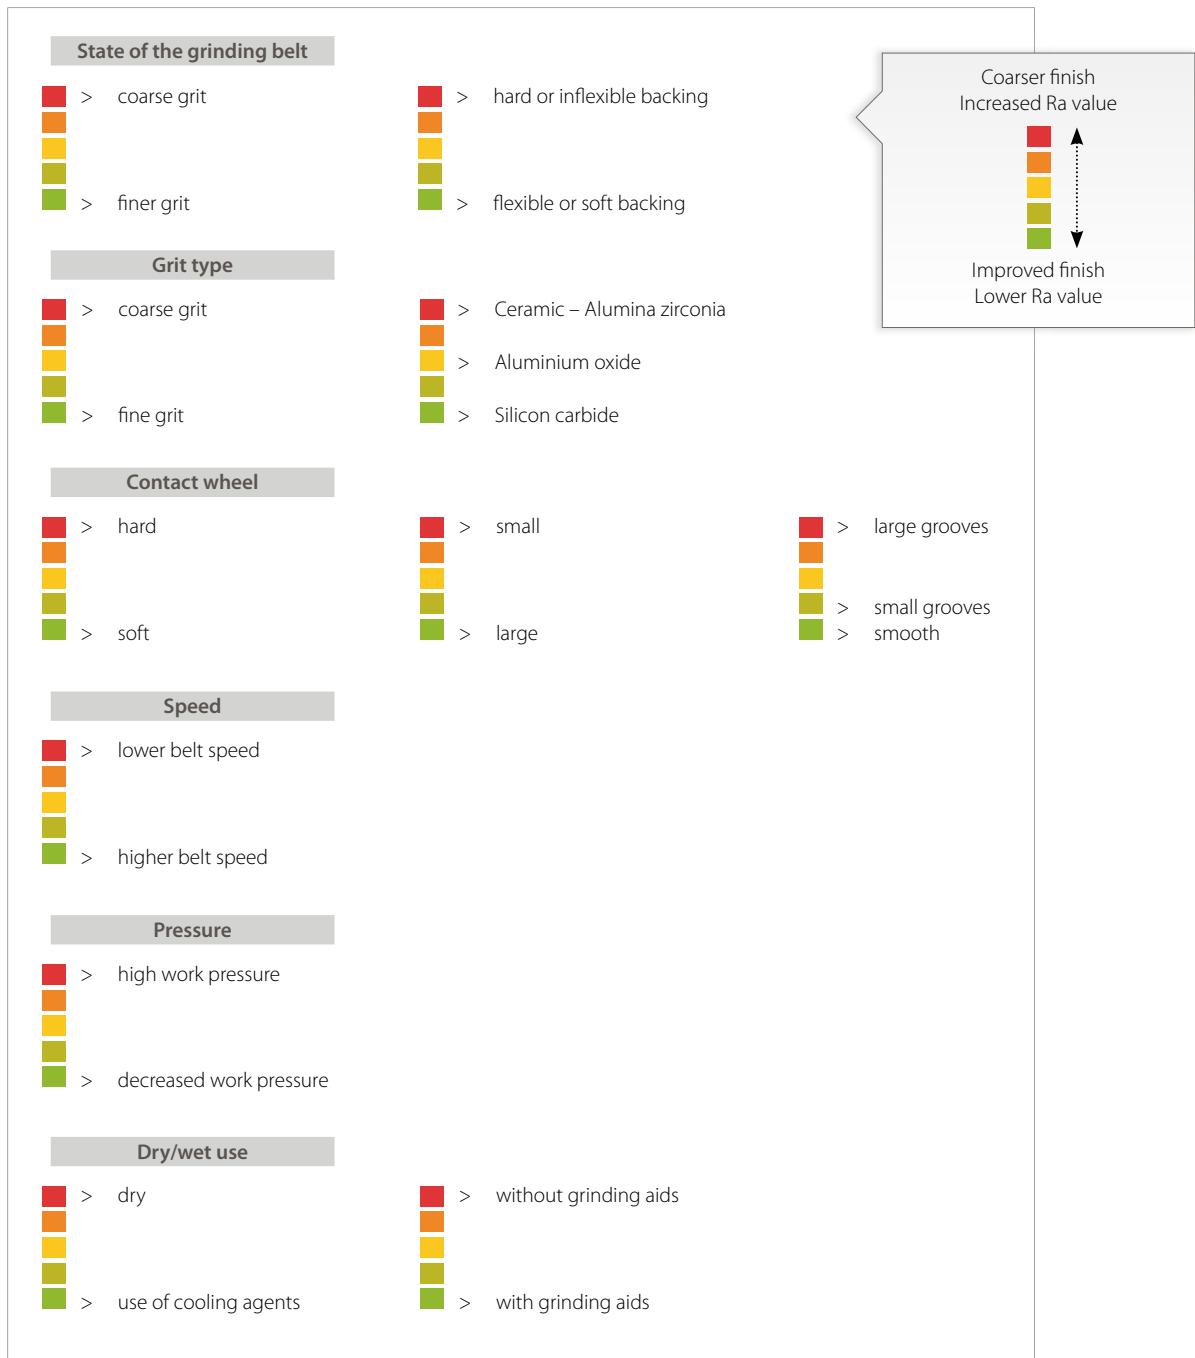 State of the grinding belt
> coarse grit
> hard or inflexible backing
> finer grit
> flexible or soft backing
Coarser finish
Increased Ra value
Improved finish
Lower Ra value
Grit type
> coarse grit
> Ceramic – Alumina zirconia
> Aluminium oxide
> fine grit
> Silicon carbide
Contact wheel
> hard
> small
> large grooves
> small grooves
> soft
> large
> smooth
Speed
> lower belt speed
> higher belt speed
Pressure
> high work pressure
> decreased work pressure
Dry/wet use
> dry
> without grinding aids
> use of cooling agents
> with grinding aids